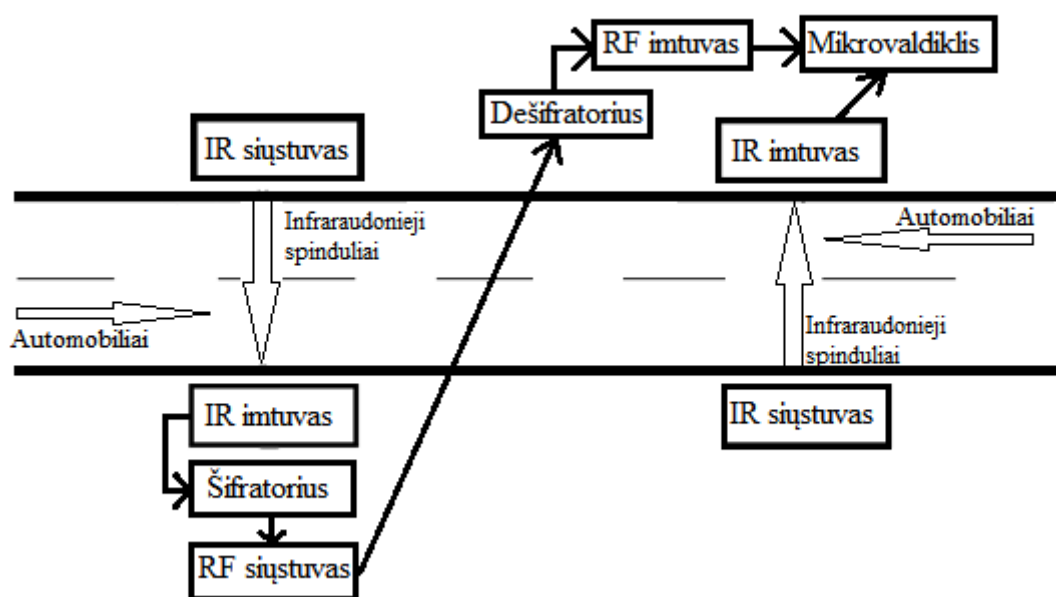 RF imtuvas
Mikrovaldiklis
Dešifratorius
IR siųstuvas
IR imtuvas
Infraraudonieji
spinduliai
Automobiliai
Automobiliai
Infraraudonieji
spinduliai
IR imtuvas
IR siųstuvas
Šifratorius
RF siųstuvas